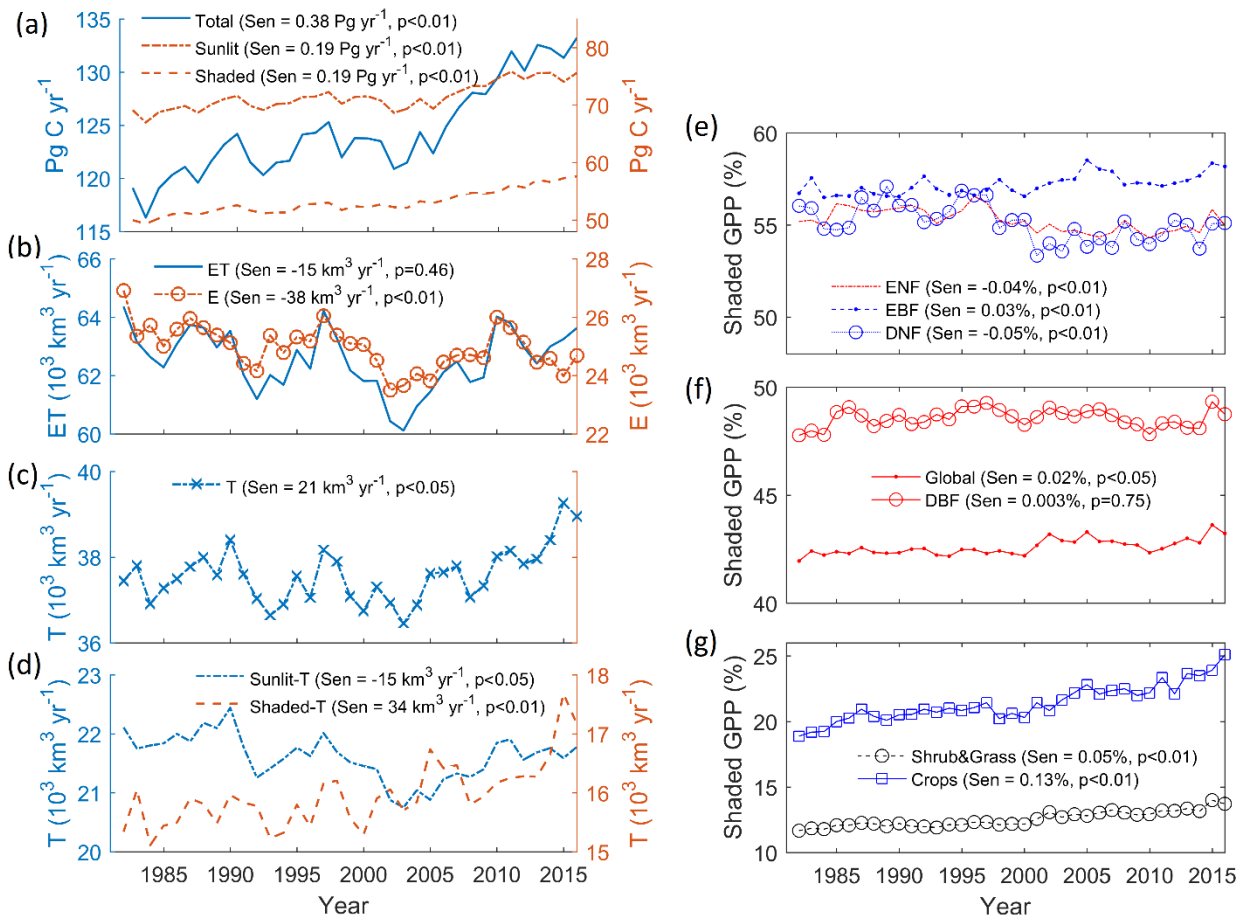 (a)
135
130
125
120
115
Pg C yr⁻¹
Total (Sen = 0.38 Pg yr⁻¹, p<0.01)
Sunlit (Sen = 0.19 Pg yr⁻¹, p<0.01)
Shaded (Sen = 0.19 Pg yr⁻¹, p<0.01)
80
70
60
50
Pg C yr⁻¹
(b)
66
64
62
60
ET (10³ km³ yr⁻¹)
ET (Sen = -15 km³ yr⁻¹, p=0.46)
E (Sen = -38 km³ yr⁻¹, p<0.01)
28
26
24
22
E (10³ km³ yr⁻¹)
(c)
40
38
36
T (10³ km³ yr⁻¹)
T (Sen = 21 km³ yr⁻¹, p<0.05)
(d)
23
22
21
20
T (10³ km³ yr⁻¹)
Sunlit-T (Sen = -15 km³ yr⁻¹, p<0.05)
Shaded-T (Sen = 34 km³ yr⁻¹, p<0.01)
18
17
16
15
T (10³ km³ yr⁻¹)
1985 1990 1995 2000 2005 2010 2015
Year
(e)
60
55
50
Shaded GPP (%)
ENF (Sen = -0.04%, p<0.01)
EBF (Sen = 0.03%, p<0.01)
DNF (Sen = -0.05%, p<0.01)
(f)
50
45
40
Shaded GPP (%)
Global (Sen = 0.02%, p<0.05)
DBF (Sen = 0.003%, p=0.75)
(g)
25
20
15
10
Shaded GPP (%)
Shrub&Grass (Sen = 0.05%, p<0.01)
Crops (Sen = 0.13%, p<0.01)
1985 1990 1995 2000 2005 2010 2015
Year